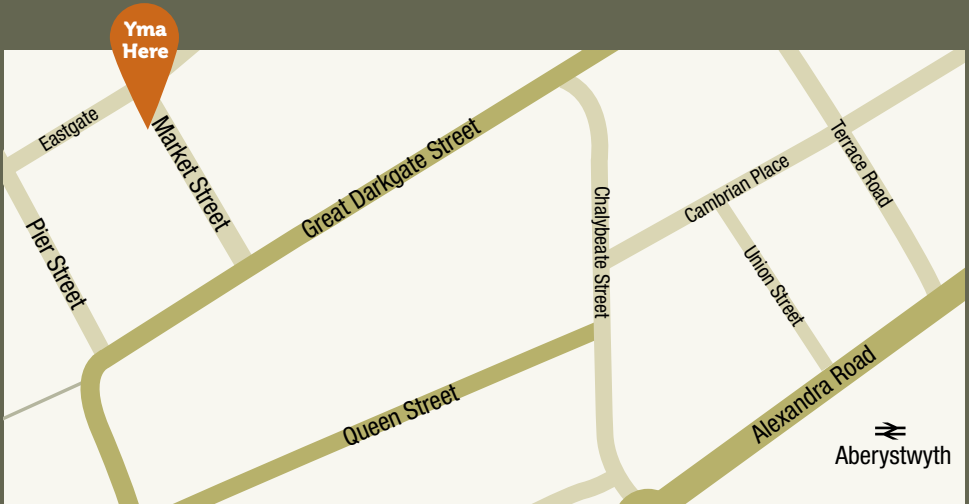 Yma
Here
Eastgate
Market Street
Pier Street
Great Darkgate Street
Chalybeate Street
Cambrian Place
Terrace Road
Union Street
Queen Street
Alexandra Road
Aberystwyth